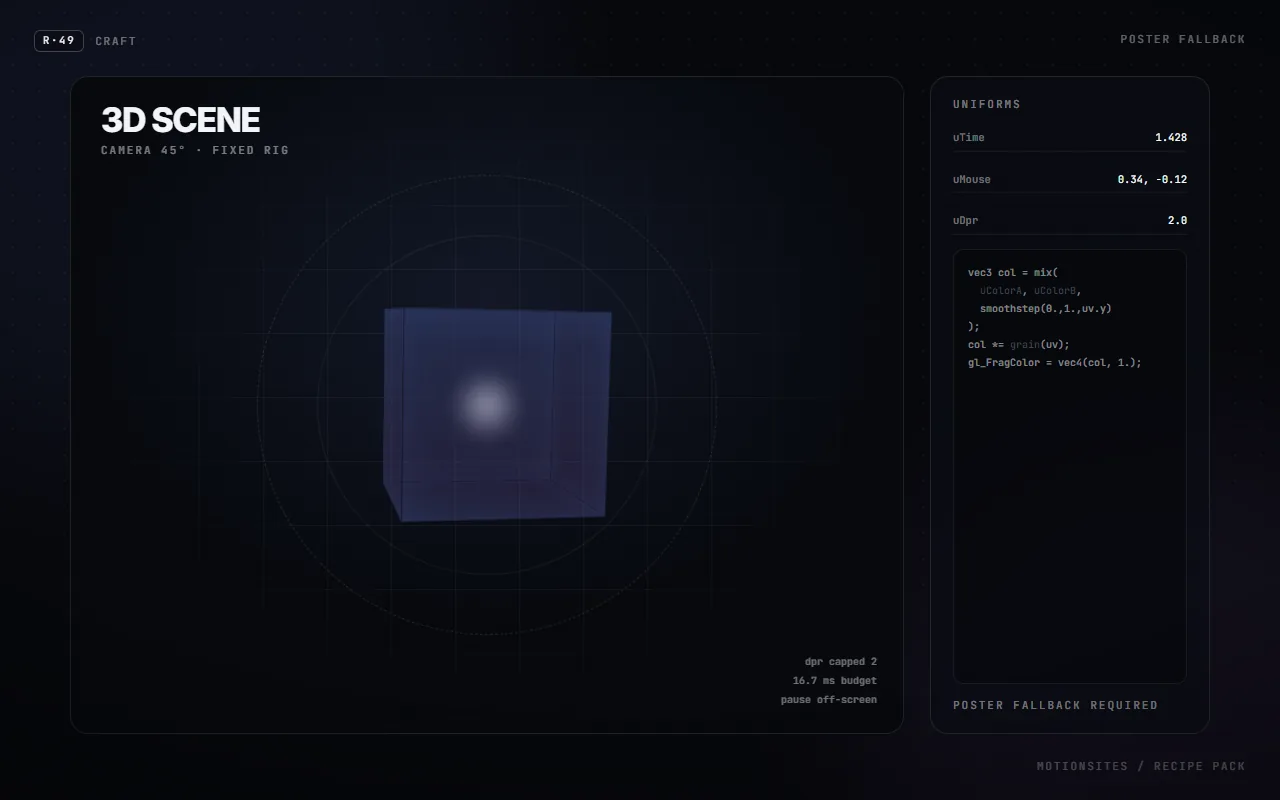 R·49 CRAFT
POSTER FALLBACK
3D SCENE
CAMERA 45° · FIXED RIG
dpr capped 2
16.7 ms budget
pause off-screen
UNIFORMS
uTime 1.428
uMouse 0.34, -0.12
uDpr 2.0
vec3 col = mix(
  uColorA, uColorB,
  smoothstep(0.,1.,uv.y)
);
col *= grain(uv);
gl_FragColor = vec4(col, 1.);
POSTER FALLBACK REQUIRED
MOTIONSITES / RECIPE PACK